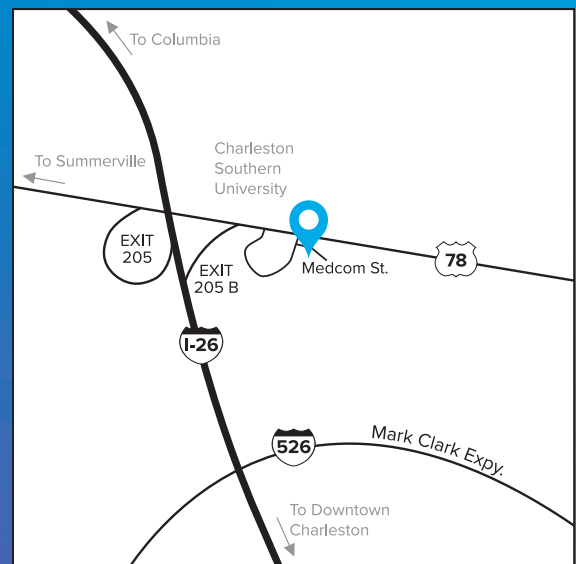 To Columbia
To Summerville
Charleston
Southern
University
EXIT
205
EXIT
205 B
Medcom St.
78
I-26
526
Mark Clark Expy.
To Downtown
Charleston